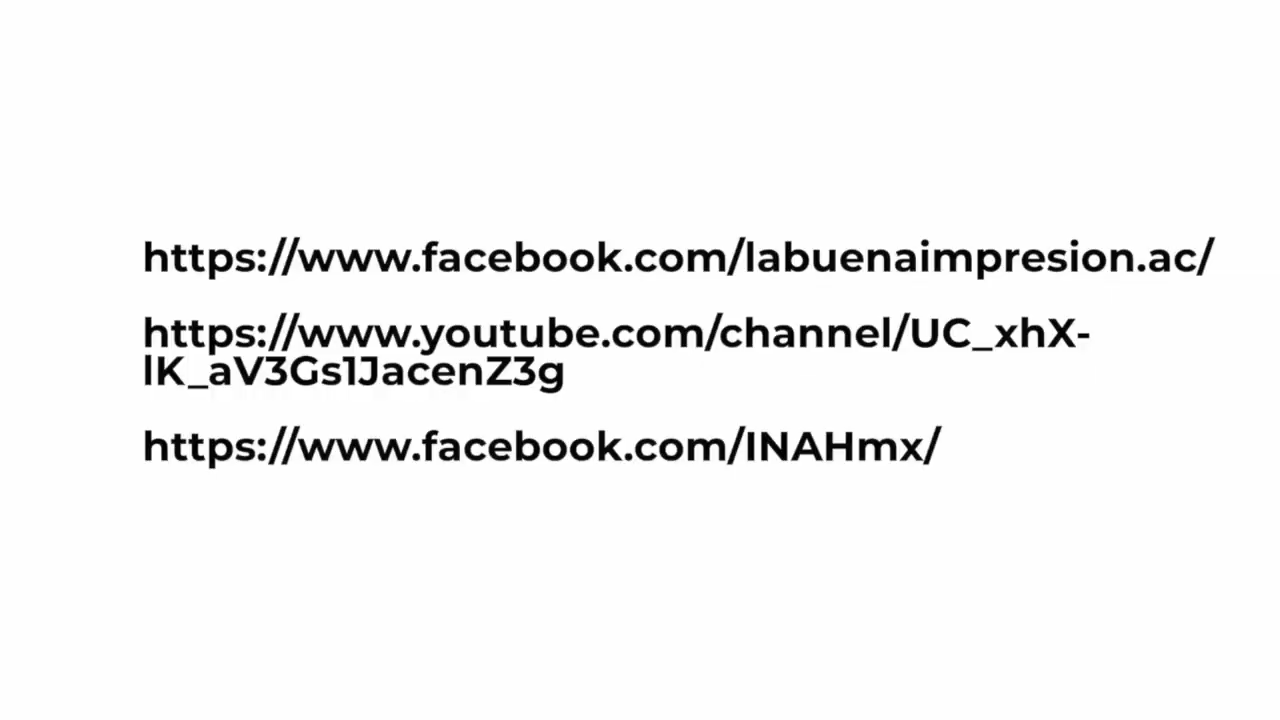 https://www.facebook.com/labuenaimpresion.ac/
https://www.youtube.com/channel/UC_xhX-
lK_aV3Gs1JacenZ3g
https://www.facebook.com/INAHmx/